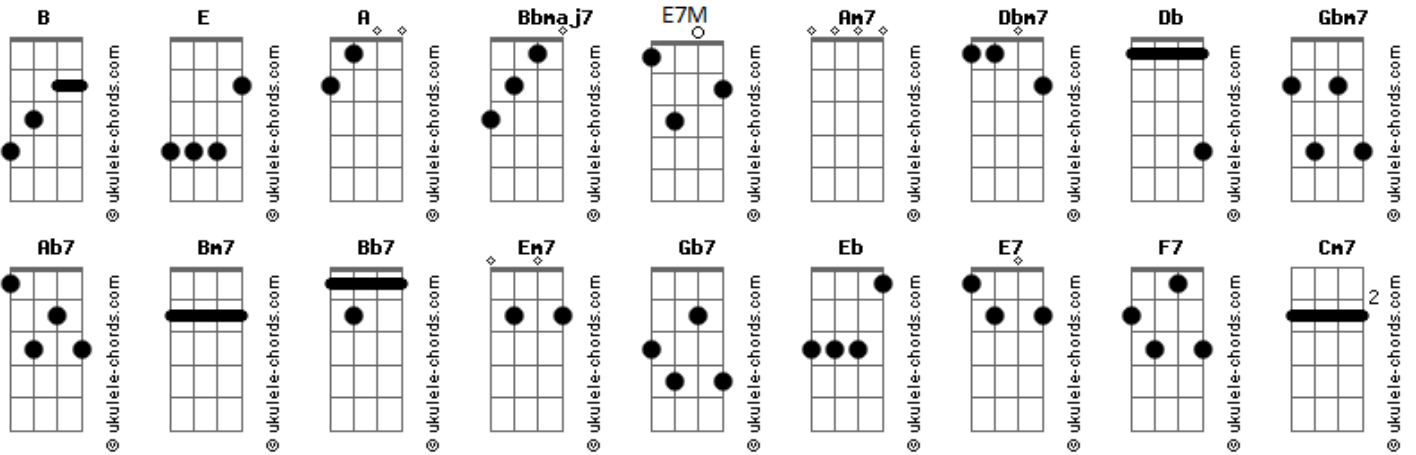 B E A Bbmaj7 E7M Am7 Dbm7 Db Gbm7
© ukulele-chords.com © ukulele-chords.com © ukulele-chords.com © ukulele-chords.com © ukulele-chords.com © ukulele-chords.com © ukulele-chords.com © ukulele-chords.com © ukulele-chords.com
Ab7 Bm7 Bb7 Em7 Gb7 Eb E7 F7 Cm7
2
© ukulele-chords.com © ukulele-chords.com © ukulele-chords.com © ukulele-chords.com © ukulele-chords.com © ukulele-chords.com © ukulele-chords.com © ukulele-chords.com © ukulele-chords.com